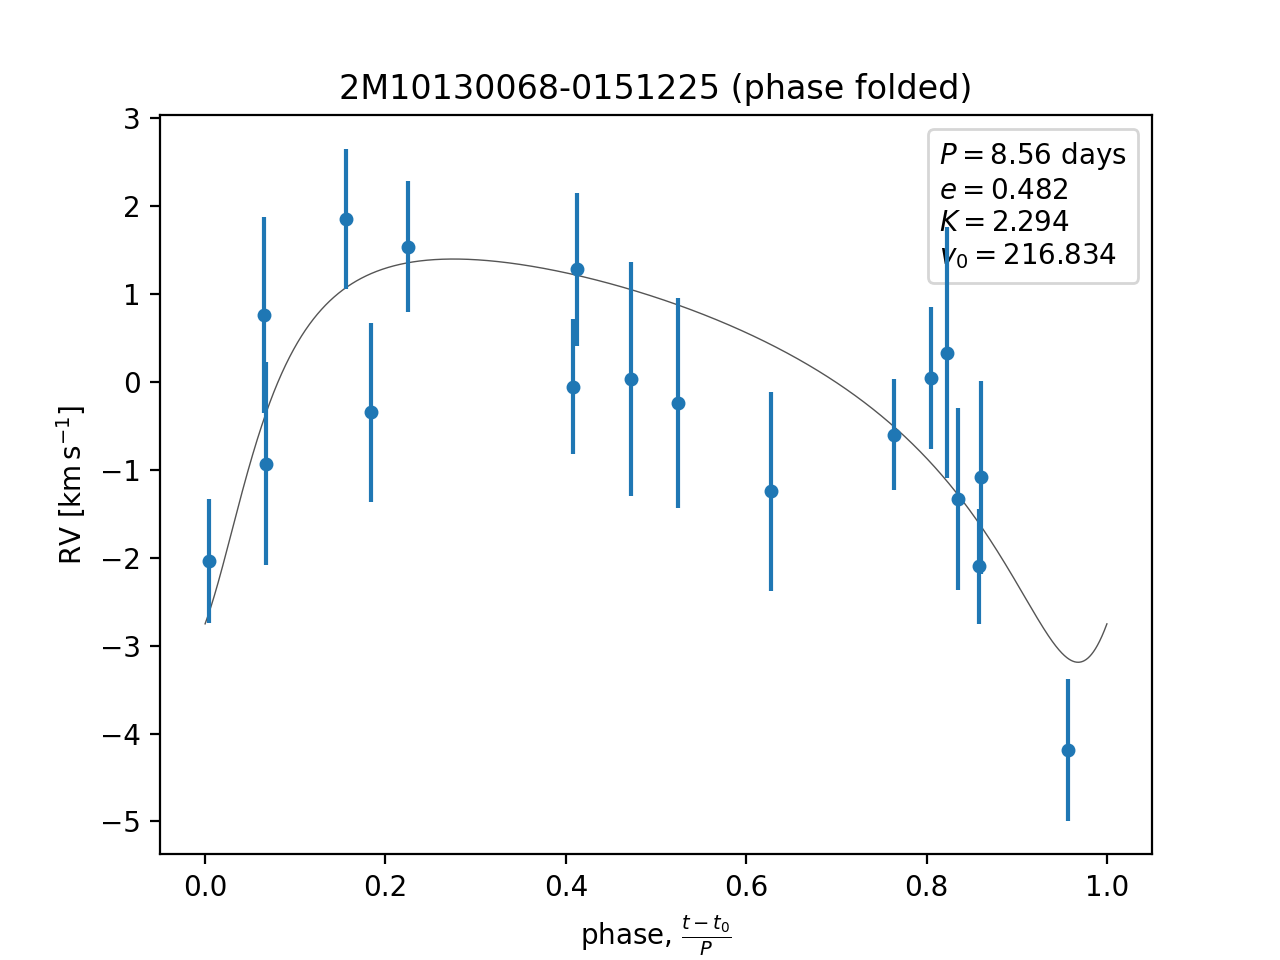 2M10130068-0151225 (phase folded)
P = 8.56 days
e = 0.482
K = 2.294
v₀ = 216.834
RV [km s⁻¹]
3
2
1
0
−1
−2
−3
−4
−5
0.0 0.2 0.4 0.6 0.8 1.0
phase, (t − t₀)/P